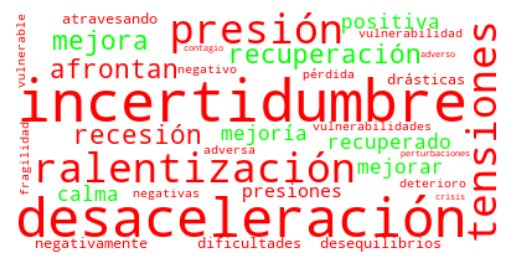 vulnerable
atravesando
presión
positiva
mejora
contagio
vulnerabilidad
recuperación
adverso
afrontan
negativo
pérdida
drásticas
tensiones
incertidumbre
fragilidad
recesión
mejoría
vulnerabilidades
recuperado
adversa
perturbaciones
ralentización
mejorar
calma
negativas
presiones
deterioro
crisis
desaceleración
negativamente
dificultades
desequilibrios